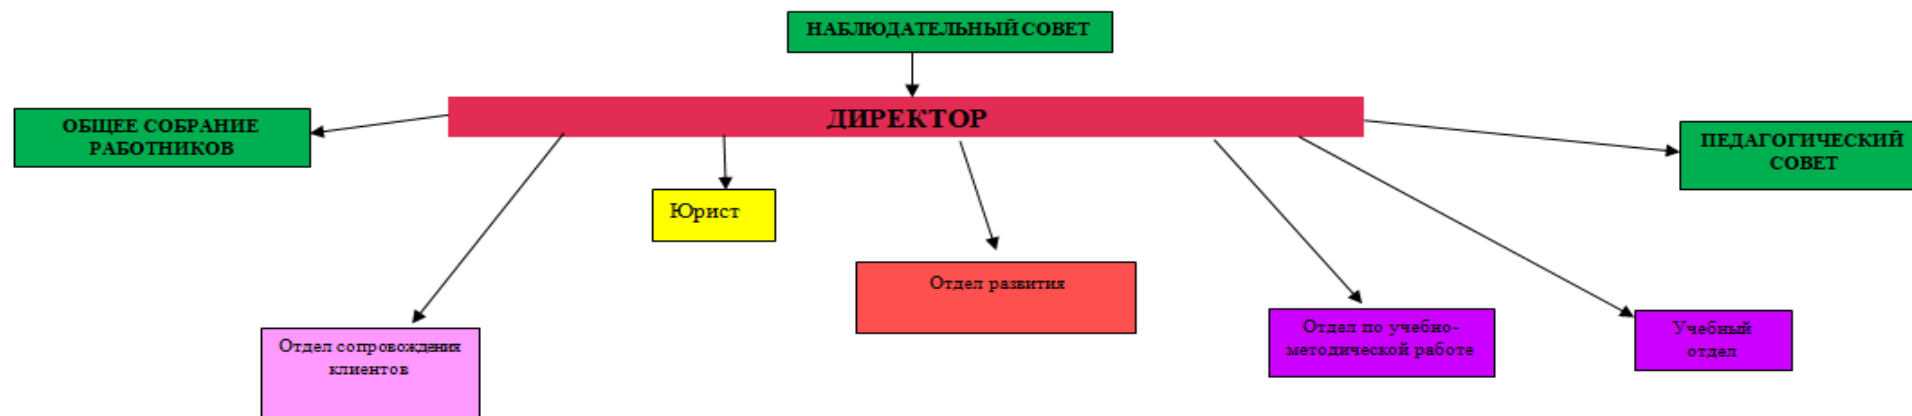 НАБЛЮДАТЕЛЬНЫЙ СОВЕТ
ДИРЕКТОР
ОБЩЕЕ СОБРАНИЕ
РАБОТНИКОВ
ПЕДАГОГИЧЕСКИЙ
СОВЕТ
Юрист
Отдел развития
Отдел сопровождения
клиентов
Отдел по учебно-
методической работе
Учебный
отдел